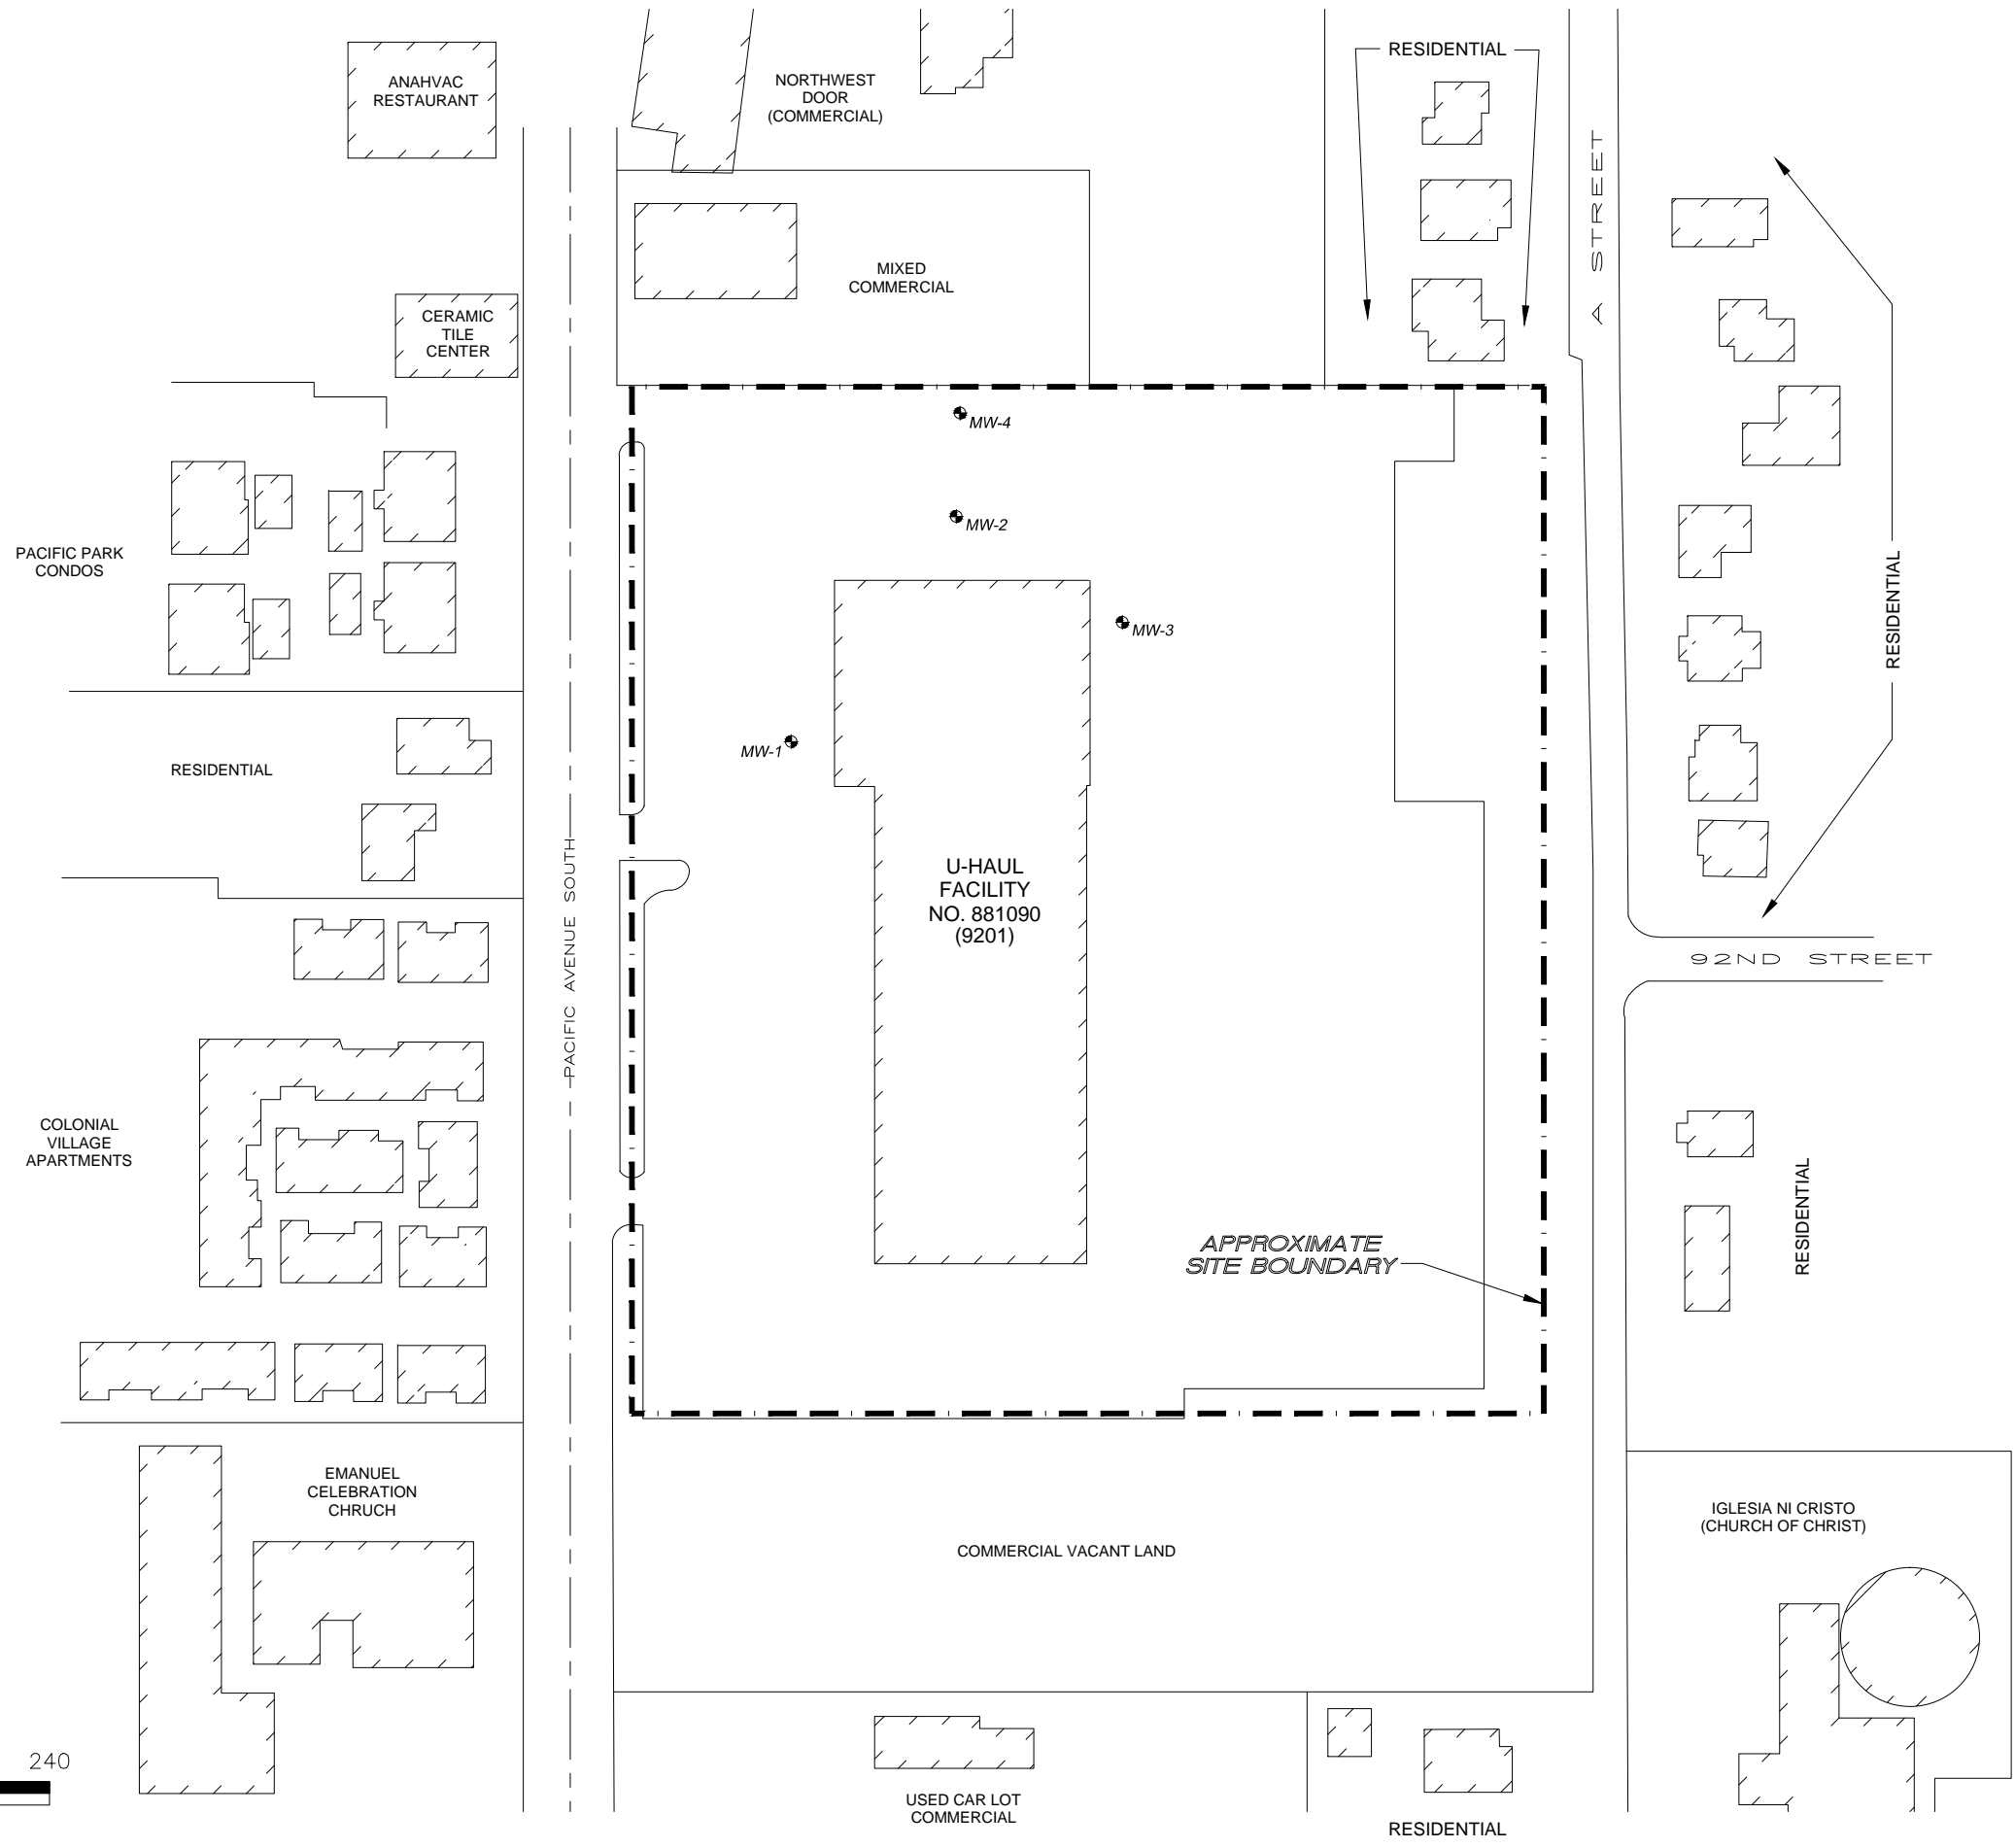 ANAHVAC
RESTAURANT
NORTHWEST
DOOR
(COMMERCIAL)
RESIDENTIAL
A STREET
MIXED
COMMERCIAL
CERAMIC
TILE
CENTER
MW-4
MW-2
PACIFIC PARK
CONDOS
MW-3
RESIDENTIAL
MW-1
RESIDENTIAL
PACIFIC AVENUE SOUTH
U-HAUL
FACILITY
NO. 881090
(9201)
92ND STREET
COLONIAL
VILLAGE
APARTMENTS
RESIDENTIAL
APPROXIMATE
SITE BOUNDARY
EMANUEL
CELEBRATION
CHRUCH
IGLESIA NI CRISTO
(CHURCH OF CHRIST)
COMMERCIAL VACANT LAND
240
USED CAR LOT
COMMERCIAL
RESIDENTIAL